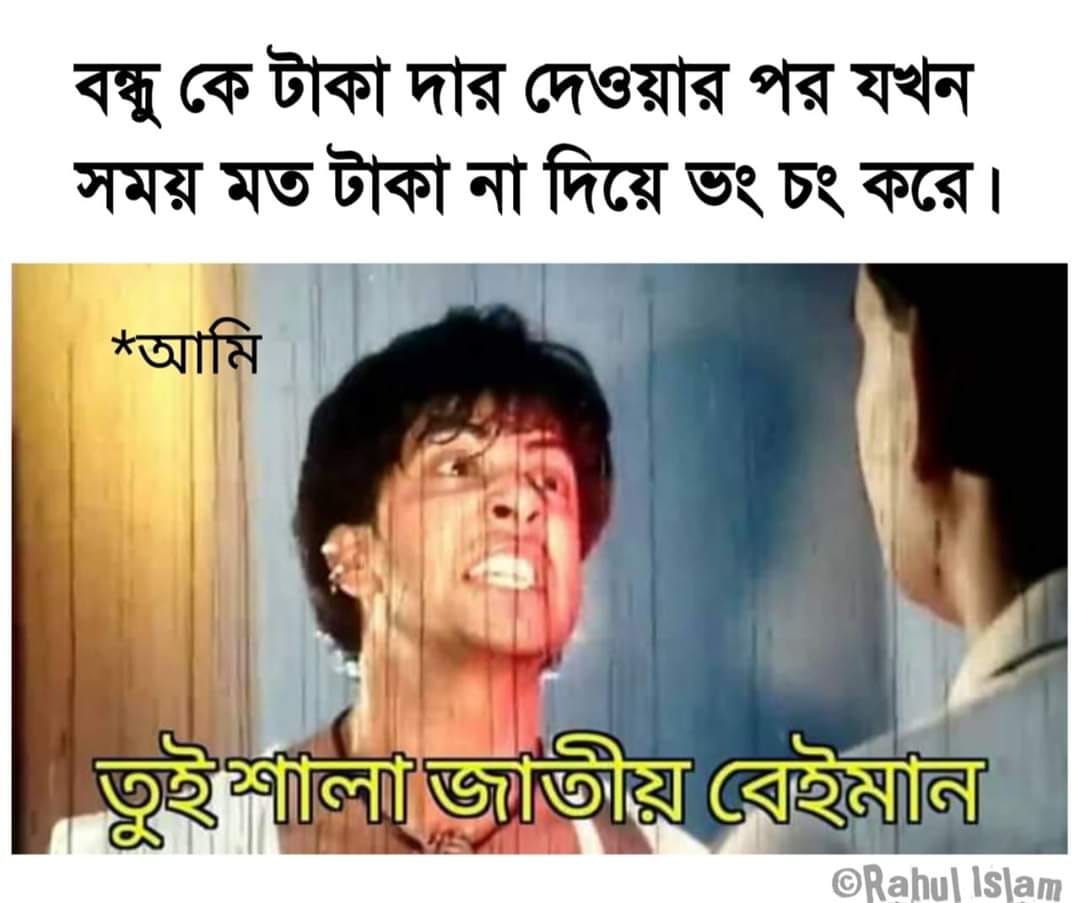 বন্ধু কে টাকা দার দেওয়ার পর যখন
সময় মত টাকা না দিয়ে ভং চং করে।
*আমি
তুই শালা জাতীয় বেইমান
©Rahul Islam